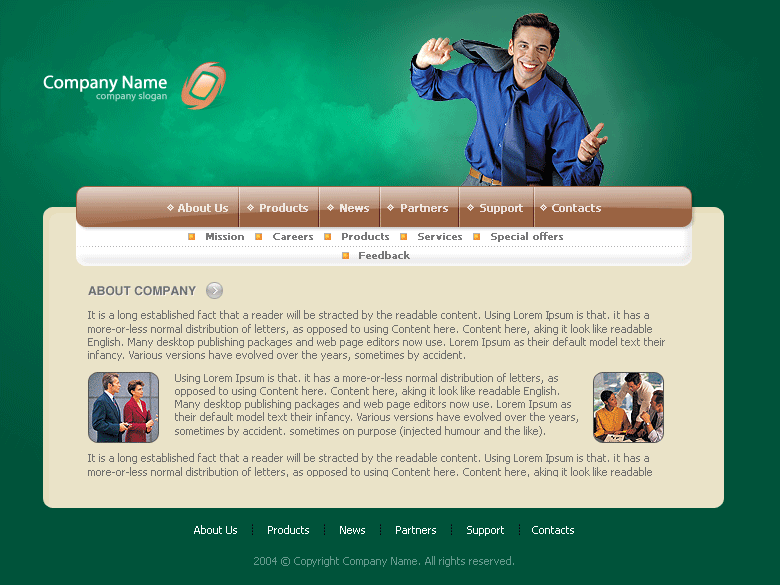 Company Name
company slogan
About Us Products News Partners Support Contacts
Mission Careers Products Services Special offers
Feedback
ABOUT COMPANY
It is a long established fact that a reader will be stracted by the readable content. Using Lorem Ipsum is that. it has a
more-or-less normal distribution of letters, as opposed to using Content here. Content here, aking it look like readable
English. Many desktop publishing packages and web page editors now use. Lorem Ipsum as their default model text their
infancy. Various versions have evolved over the years, sometimes by accident.
Using Lorem Ipsum is that. it has a more-or-less normal distribution of letters, as
opposed to using Content here. Content here, aking it look like readable English.
Many desktop publishing packages and web page editors now use. Lorem Ipsum as
their default model text their infancy. Various versions have evolved over the years,
sometimes by accident. sometimes on purpose (injected humour and the like).
It is a long established fact that a reader will be stracted by the readable content. Using Lorem Ipsum is that. it has a
more-or-less normal distribution of letters, as opposed to using Content here. Content here, aking it look like readable
About Us Products News Partners Support Contacts
2004 © Copyright Company Name. All rights reserved.